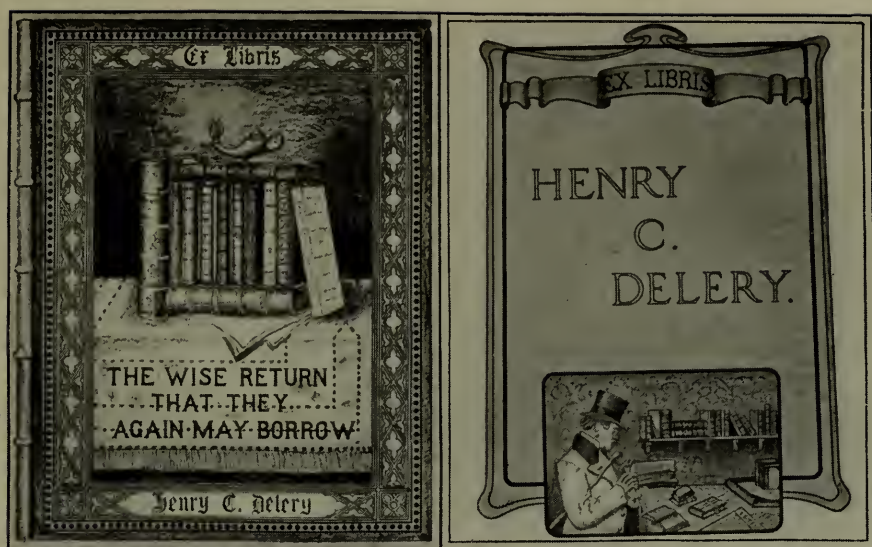 Ex Libris
THE WISE RETURN
THAT THEY
AGAIN MAY BORROW
Henry C. Delery
EX LIBRIS
HENRY
C.
DELERY.